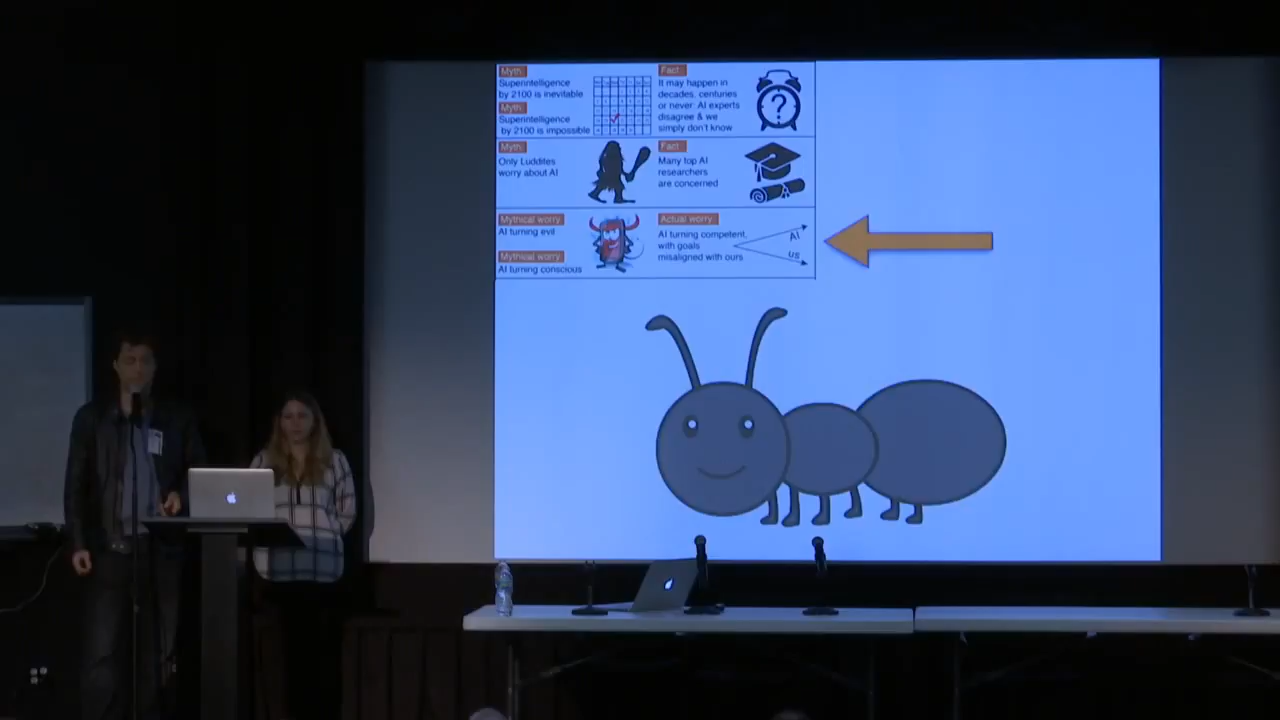 Myth:
Superintelligence
by 2100 is inevitable
Myth:
Superintelligence
by 2100 is impossible
Fact:
It may happen in
decades, centuries
or never: AI experts
disagree & we
simply don't know
?
Myth:
Only Luddites
worry about AI
Fact:
Many top AI
researchers
are concerned
Mythical worry:
AI turning evil
Mythical worry:
AI turning conscious
Actual worry:
AI turning competent,
with goals
misaligned with ours
AI
us